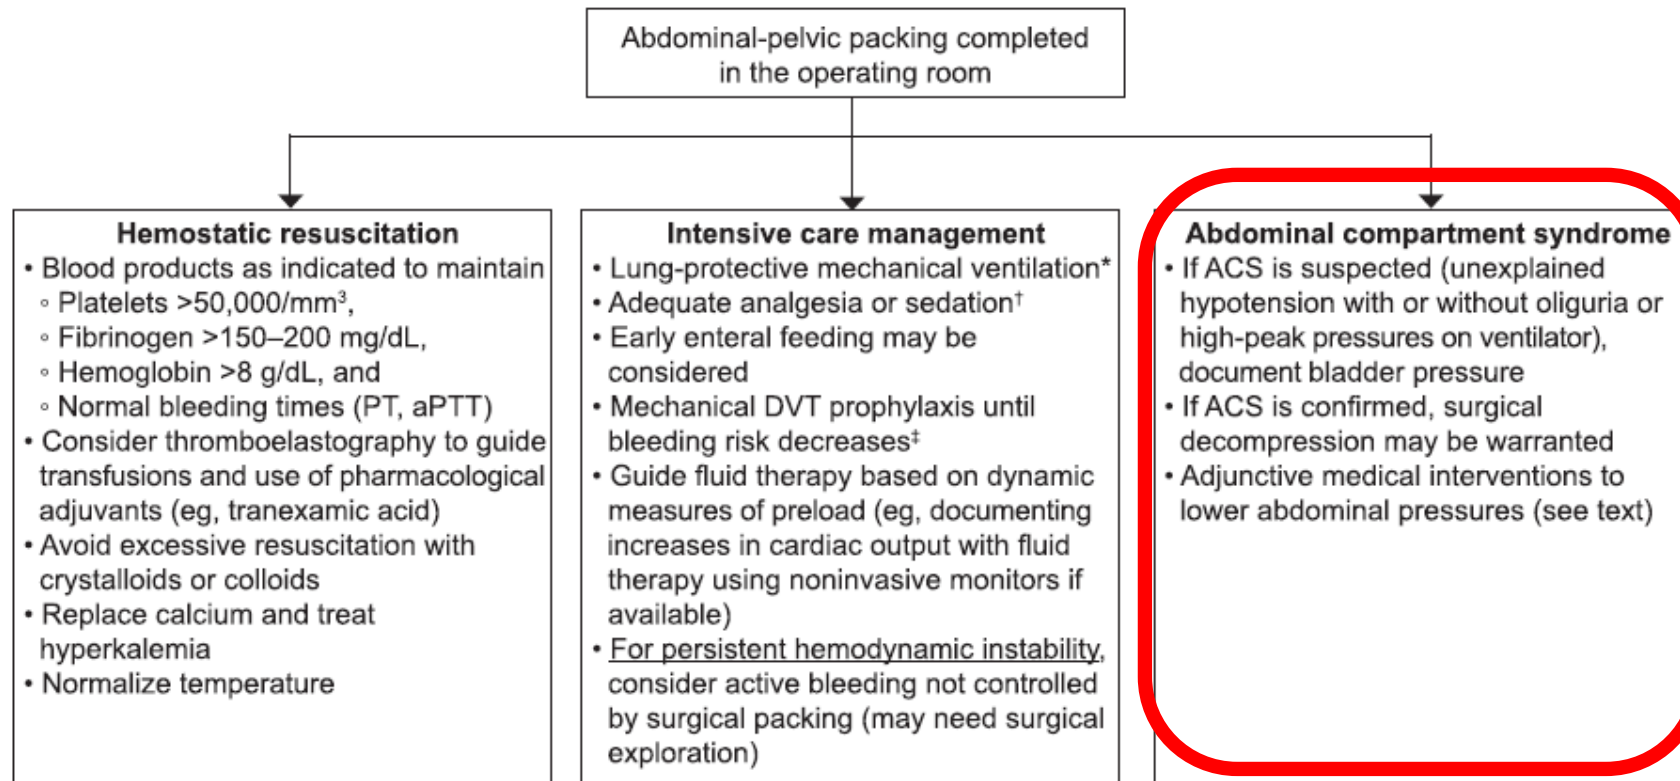 Abdominal-pelvic packing completed
in the operating room
Hemostatic resuscitation
• Blood products as indicated to maintain
◦ Platelets >50,000/mm³,
◦ Fibrinogen >150–200 mg/dL,
◦ Hemoglobin >8 g/dL, and
◦ Normal bleeding times (PT, aPTT)
• Consider thromboelastography to guide
transfusions and use of pharmacological
adjuvants (eg, tranexamic acid)
• Avoid excessive resuscitation with
crystalloids or colloids
• Replace calcium and treat
hyperkalemia
• Normalize temperature
Intensive care management
• Lung-protective mechanical ventilation*
• Adequate analgesia or sedation†
• Early enteral feeding may be
considered
• Mechanical DVT prophylaxis until
bleeding risk decreases‡
• Guide fluid therapy based on dynamic
measures of preload (eg, documenting
increases in cardiac output with fluid
therapy using noninvasive monitors if
available)
• For persistent hemodynamic instability,
consider active bleeding not controlled
by surgical packing (may need surgical
exploration)
Abdominal compartment syndrome
• If ACS is suspected (unexplained
hypotension with or without oliguria or
high-peak pressures on ventilator),
document bladder pressure
• If ACS is confirmed, surgical
decompression may be warranted
• Adjunctive medical interventions to
lower abdominal pressures (see text)